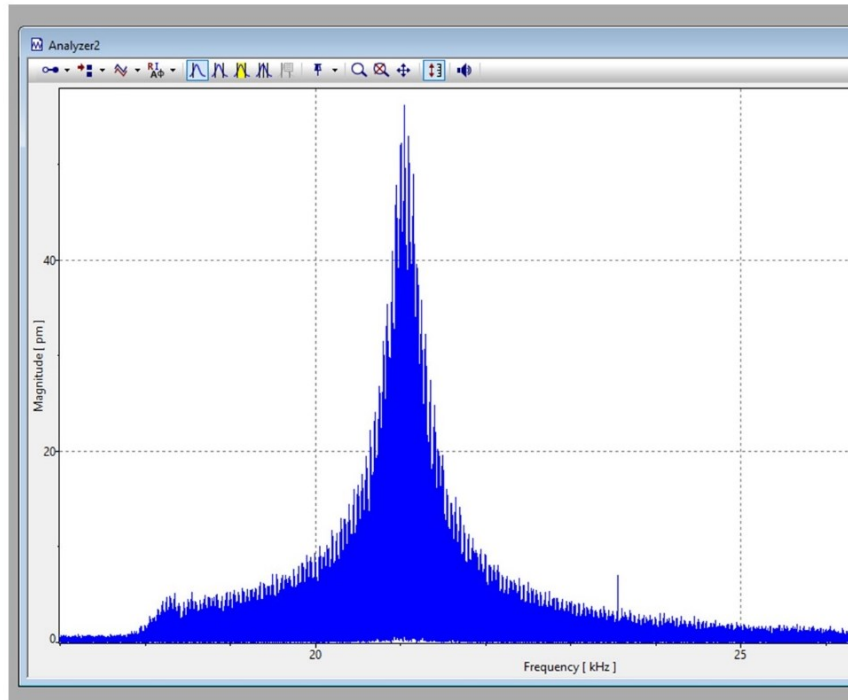 Analyzer2
R I
A Φ
40
20
0
Magnitude [ pm ]
20
25
Frequency [ kHz ]